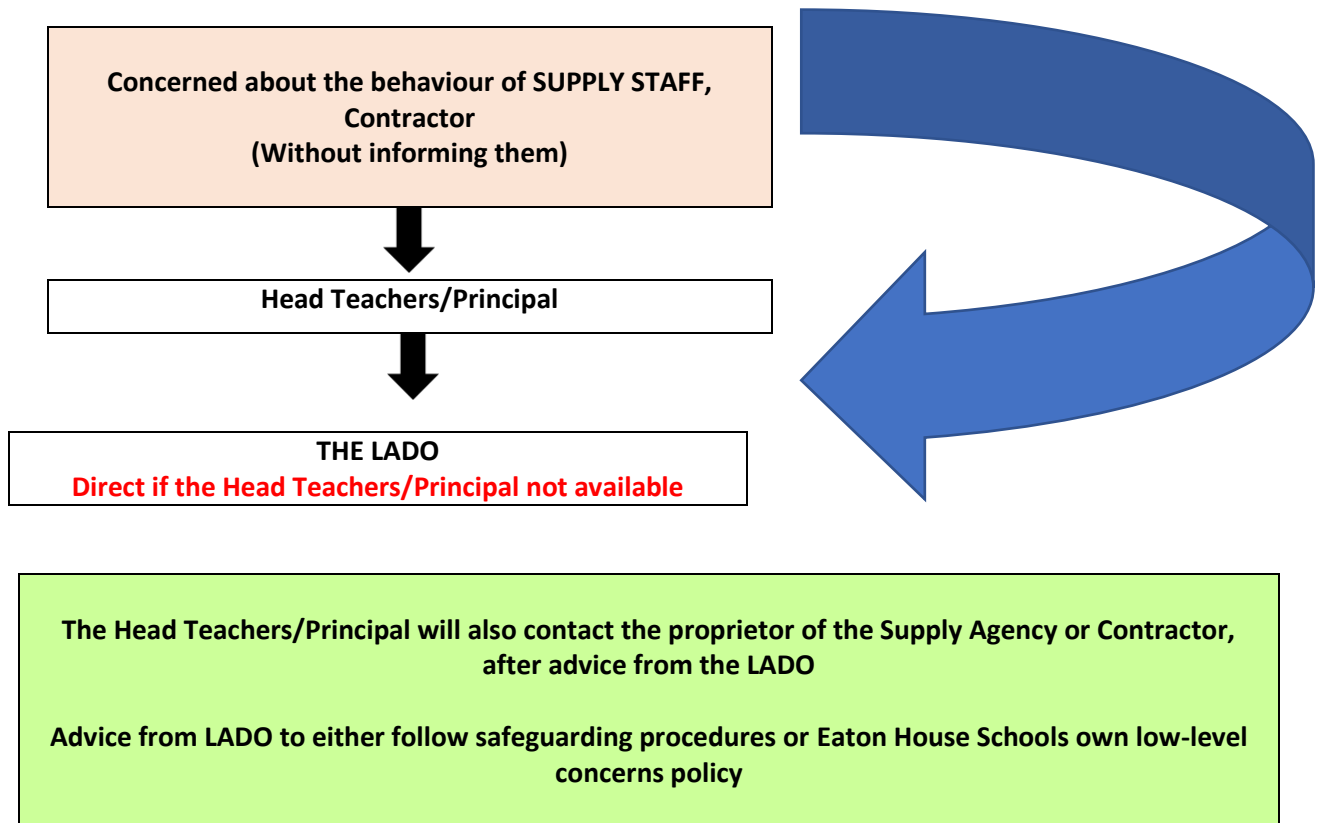 Concerned about the behaviour of SUPPLY STAFF,
Contractor
(Without informing them)
Head Teachers/Principal
THE LADO
Direct if the Head Teachers/Principal not available
The Head Teachers/Principal will also contact the proprietor of the Supply Agency or Contractor,
after advice from the LADO
Advice from LADO to either follow safeguarding procedures or Eaton House Schools own low-level
concerns policy